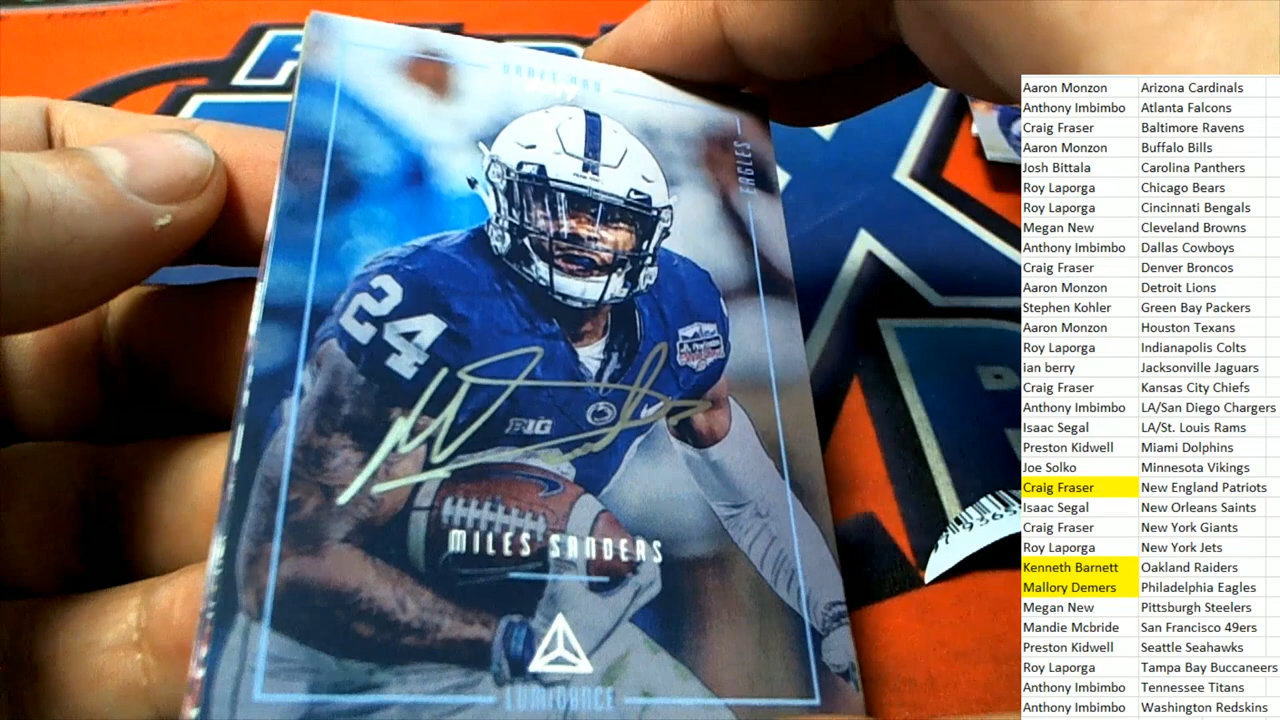 DRAFT DAY
EAGLES
24
B1G
MILES SANDERS
LUMINANCE
Aaron Monzon Arizona Cardinals
Anthony Imbimbo Atlanta Falcons
Craig Fraser Baltimore Ravens
Aaron Monzon Buffalo Bills
Josh Bittala Carolina Panthers
Roy Laporga Chicago Bears
Roy Laporga Cincinnati Bengals
Megan New Cleveland Browns
Anthony Imbimbo Dallas Cowboys
Craig Fraser Denver Broncos
Aaron Monzon Detroit Lions
Stephen Kohler Green Bay Packers
Aaron Monzon Houston Texans
Roy Laporga Indianapolis Colts
ian berry Jacksonville Jaguars
Craig Fraser Kansas City Chiefs
Anthony Imbimbo LA/San Diego Chargers
Isaac Segal LA/St. Louis Rams
Preston Kidwell Miami Dolphins
Joe Solko Minnesota Vikings
Craig Fraser New England Patriots
Isaac Segal New Orleans Saints
Craig Fraser New York Giants
Roy Laporga New York Jets
Kenneth Barnett Oakland Raiders
Mallory Demers Philadelphia Eagles
Megan New Pittsburgh Steelers
Mandie Mcbride San Francisco 49ers
Preston Kidwell Seattle Seahawks
Roy Laporga Tampa Bay Buccaneers
Anthony Imbimbo Tennessee Titans
Anthony Imbimbo Washington Redskins